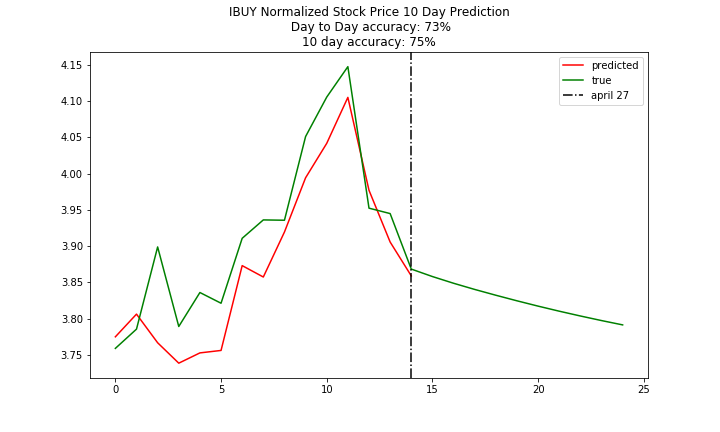 IBUY Normalized Stock Price 10 Day Prediction
Day to Day accuracy: 73%
10 day accuracy: 75%
predicted
true
april 27
4.15
4.10
4.05
4.00
3.95
3.90
3.85
3.80
3.75
0 5 10 15 20 25